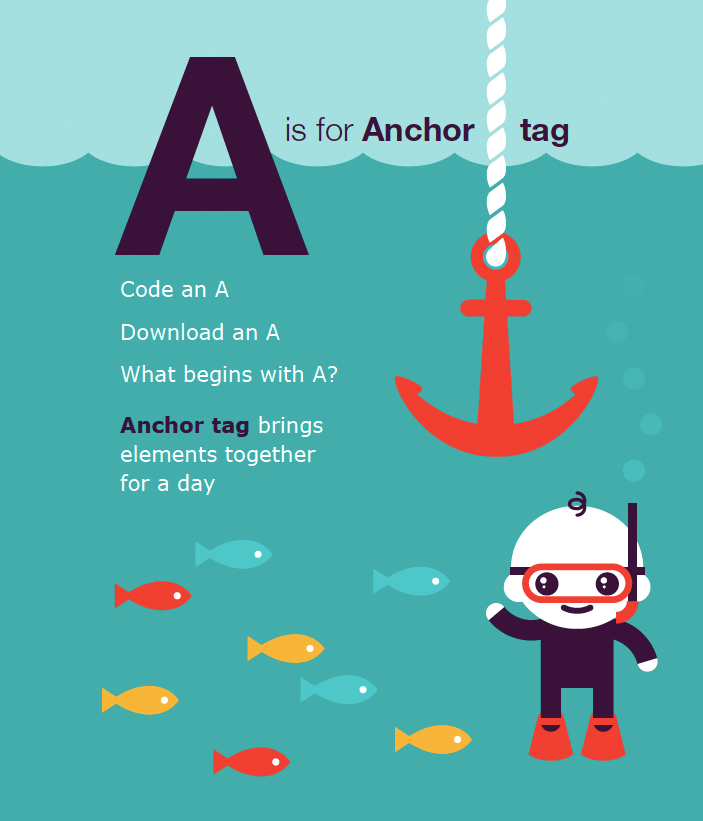 A is for Anchor tag
Code an A
Download an A
What begins with A?
Anchor tag brings
elements together
for a day